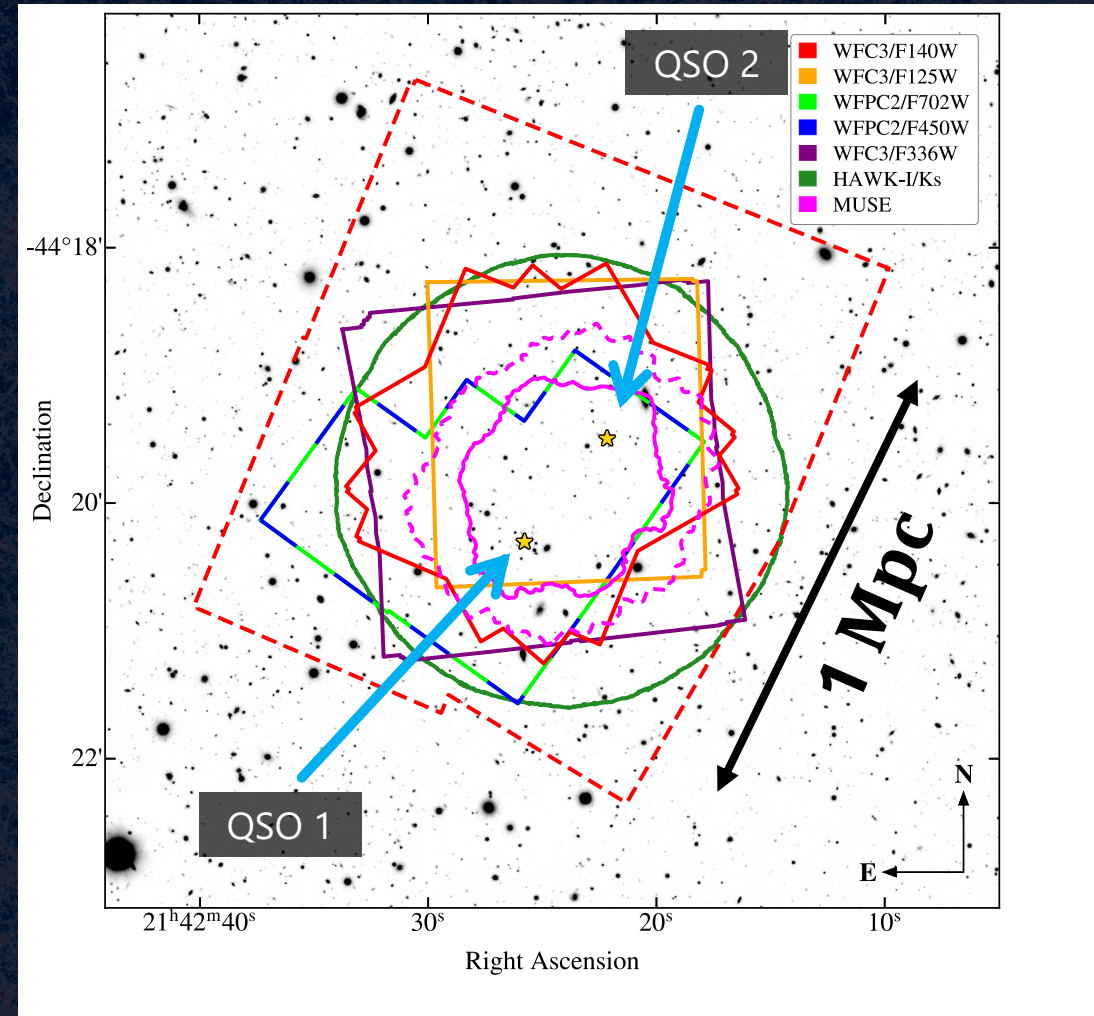 QSO 2
WFC3/F140W
WFC3/F125W
WFPC2/F702W
WFPC2/F450W
WFC3/F336W
HAWK-I/Ks
MUSE
-44°18'
20'
22'
Declination
1 Mpc
QSO 1
N
E
21ʰ42ᵐ40ˢ
30ˢ
20ˢ
10ˢ
Right Ascension